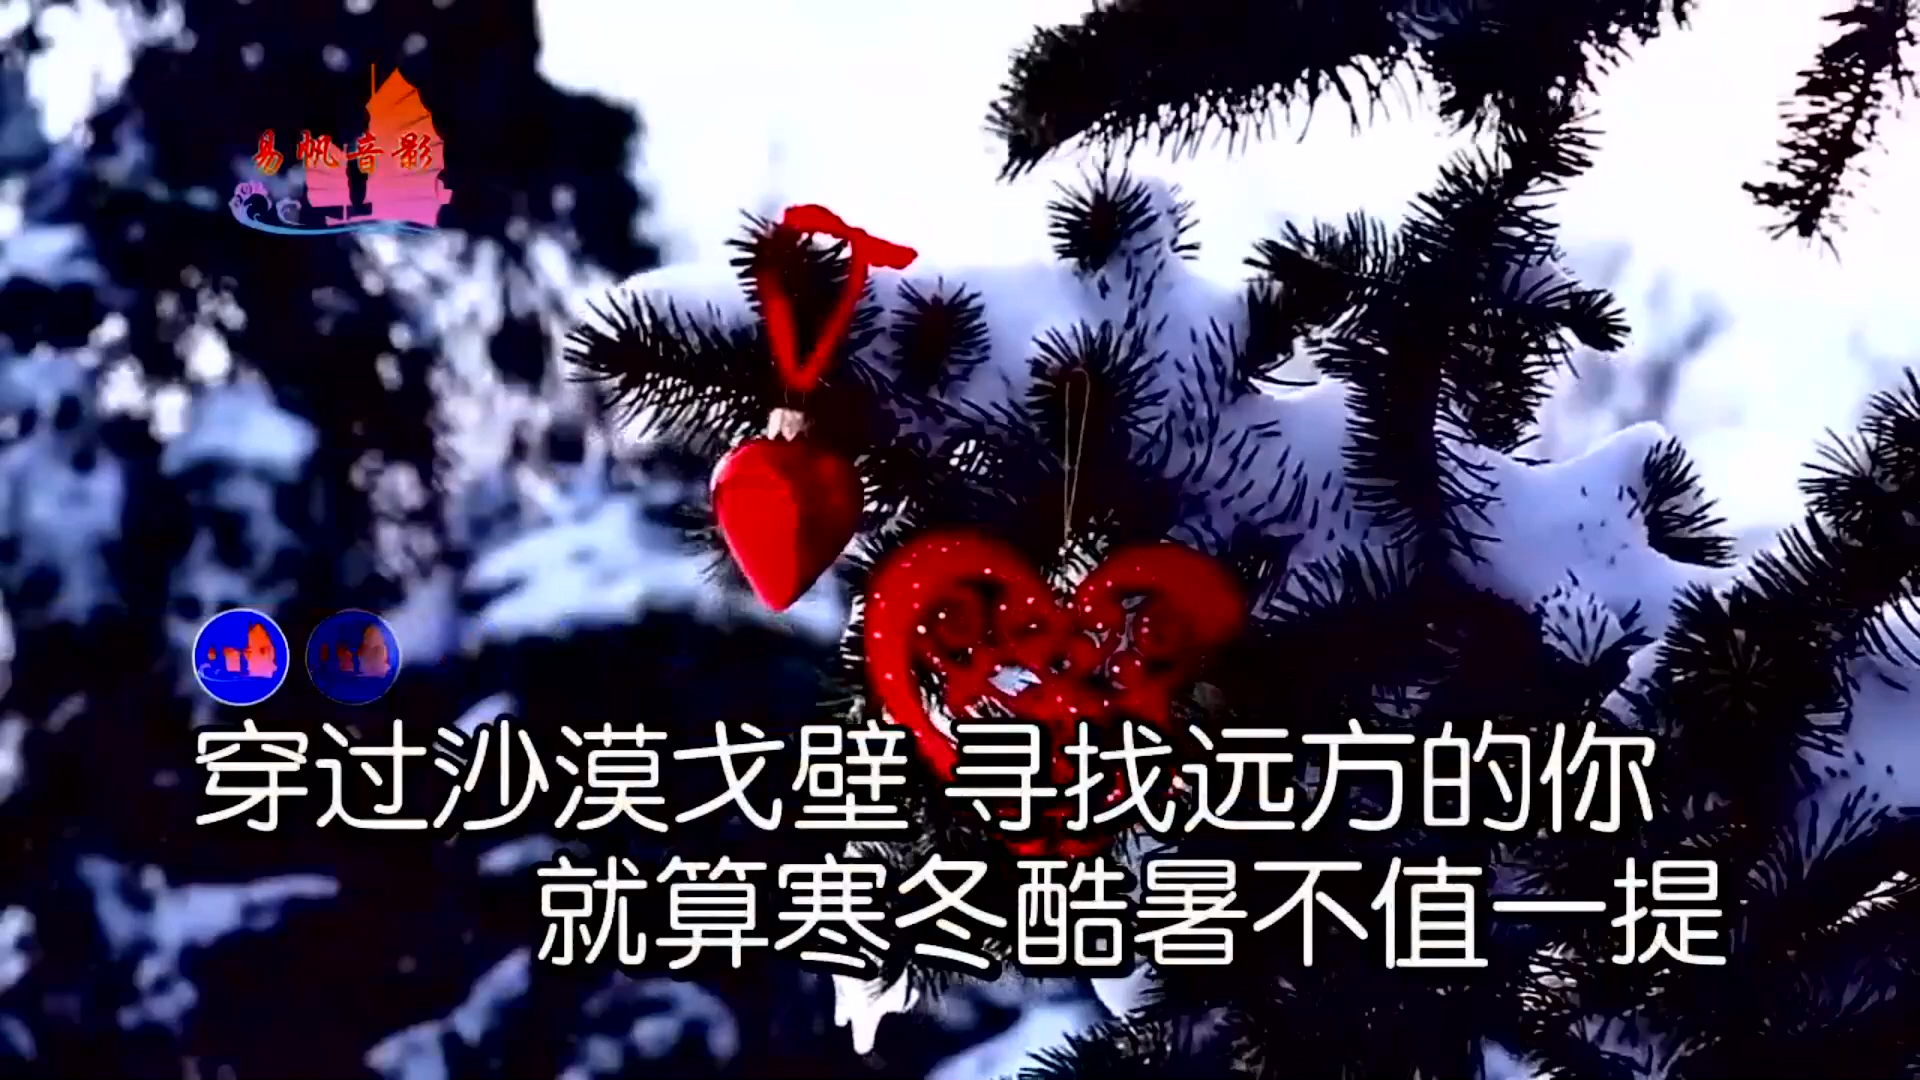 易帆音影
穿过沙漠戈壁 寻找远方的你
就算寒冬酷暑不值一提